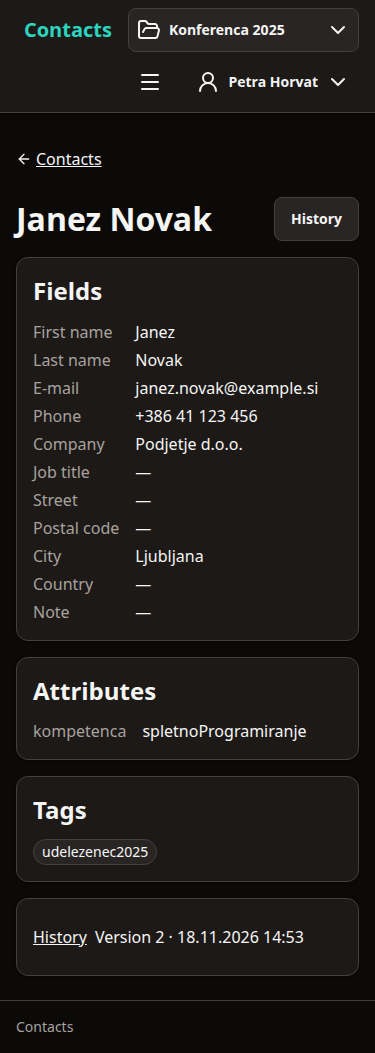 Contacts
Konferenca 2025
Petra Horvat
← Contacts
Janez Novak
History
Fields
First name Janez
Last name Novak
E-mail janez.novak@example.si
Phone +386 41 123 456
Company Podjetje d.o.o.
Job title —
Street —
Postal code —
City Ljubljana
Country —
Note —
Attributes
kompetenca spletnoProgramiranje
Tags
udelezenec2025
History Version 2 · 18.11.2026 14:53
Contacts